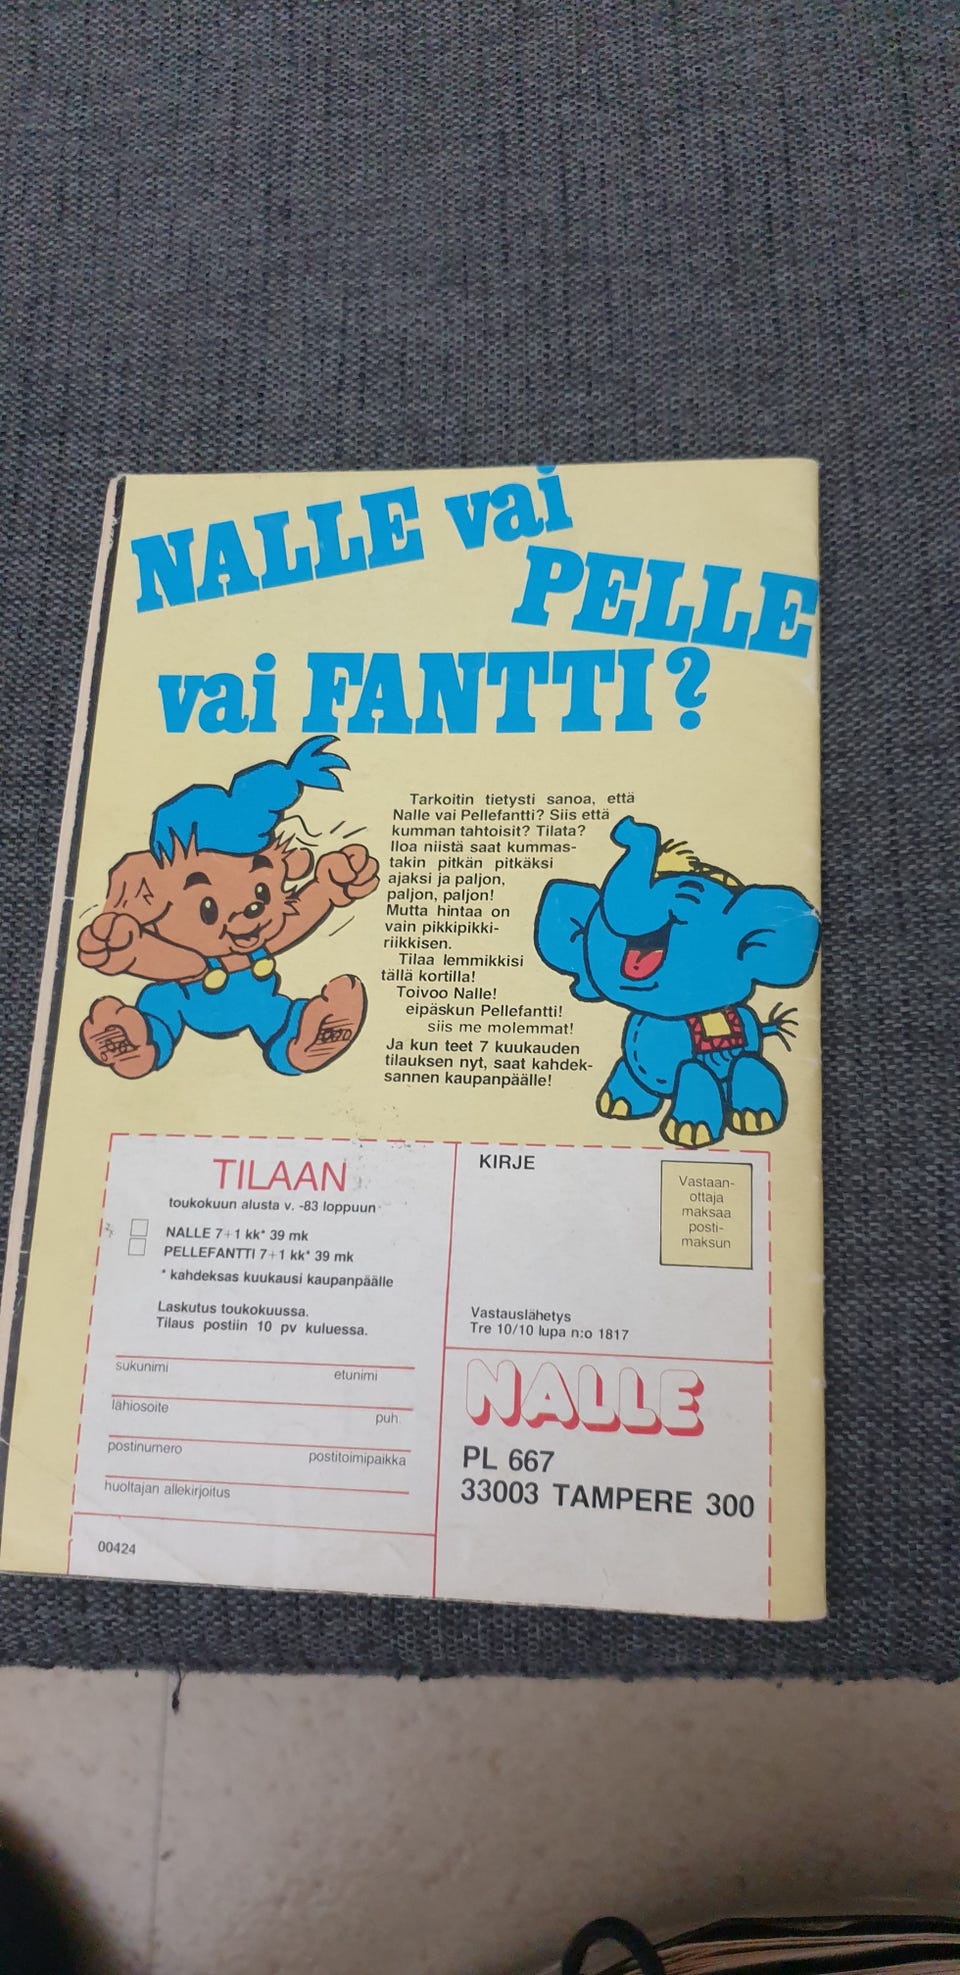 NALLE vai
PELLE
vai FANTTI?
Tarkoitin tietysti sanoa, että
Nalle vai Pellefantti? Siis että
kumman tahtoisit? Tilata?
Iloa niistä saat kummas-
takin pitkän pitkäksi
ajaksi ja paljon,
paljon, paljon!
Mutta hintaa on
vain pikkipikki-
riikkisen.
Tilaa lemmikkisi
tällä kortilla!
Toivoo Nalle!
eipäskun Pellefantti!
siis me molemmat!
Ja kun teet 7 kuukauden
tilauksen nyt, saat kahdek-
sannen kaupanpäälle!
TILAAN
toukokuun alusta v. -83 loppuun
NALLE 7+1 kk* 39 mk
PELLEFANTTI 7+1 kk* 39 mk
* kahdeksas kuukausi kaupanpäälle
Laskutus toukokuussa.
Tilaus postiin 10 pv kuluessa.
sukunimi etunimi
lähiosoite puh.
postinumero postitoimipaikka
huoltajan allekirjoitus
00424
KIRJE
Vastaan-
ottaja
maksaa
posti-
maksun
Vastauslähetys
Tre 10/10 lupa n:o 1817
NALLE
PL 667
33003 TAMPERE 300